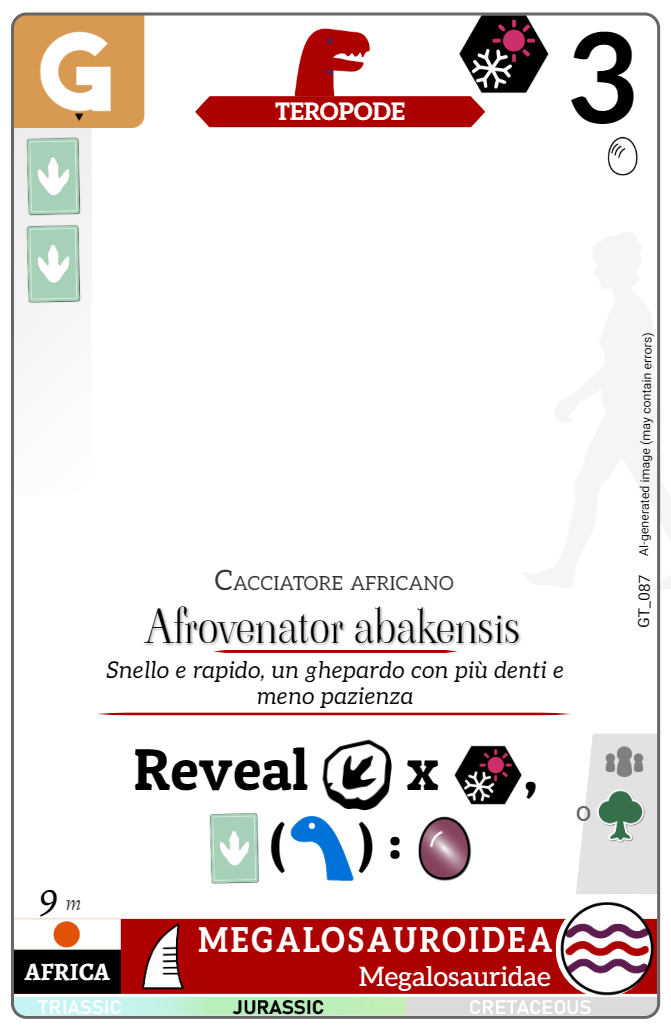 G
TEROPODE
3
AI-generated image (may contain errors)
GT_087
Cacciatore africano
Afrovenator abakensis
Snello e rapido, un ghepardo con più denti e
meno pazienza
Reveal x ,
( ) :
o
9 m
AFRICA
MEGALOSAUROIDEA
Megalosauridae
TRIASSIC JURASSIC CRETACEOUS